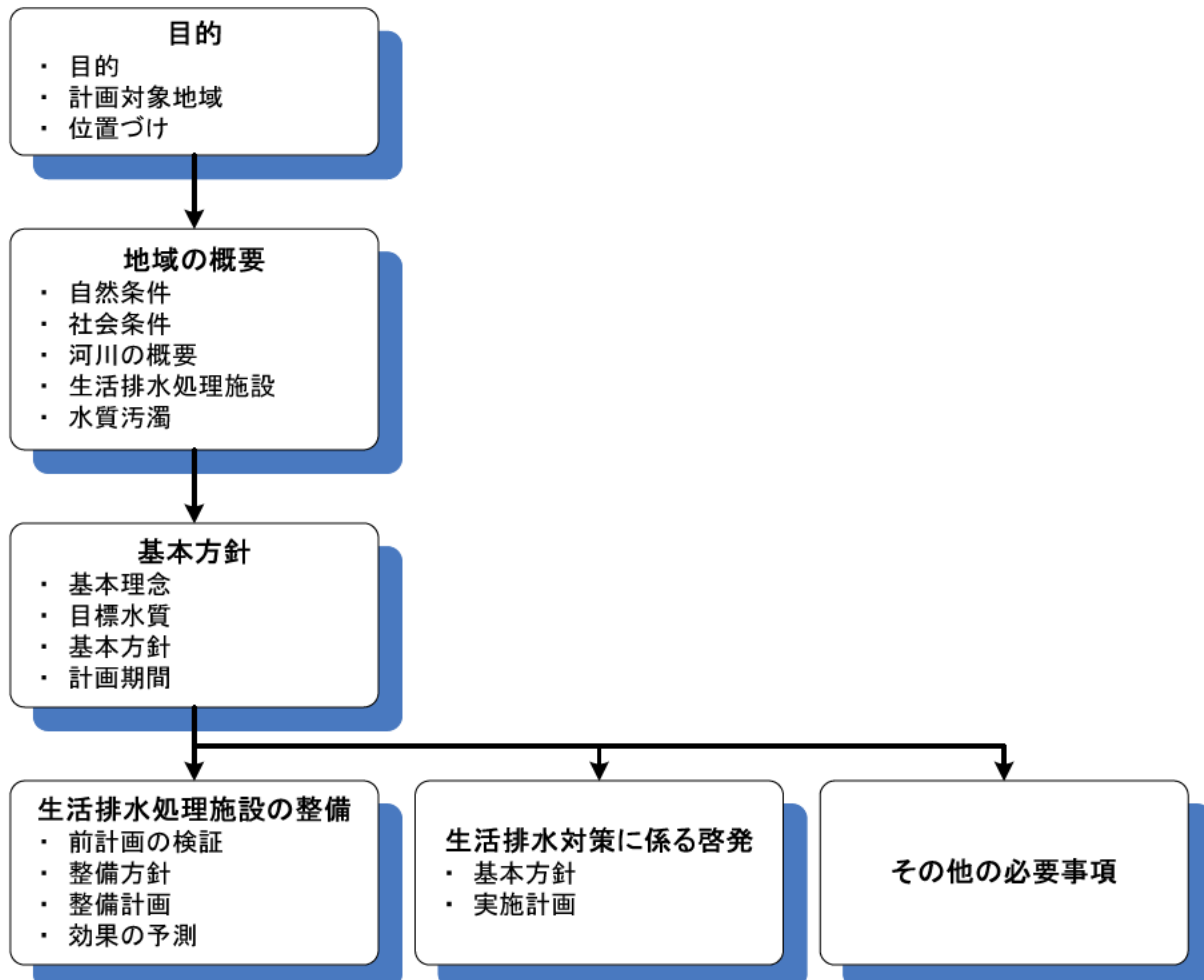 目的
・ 目的
・ 計画対象地域
・ 位置づけ
地域の概要
・ 自然条件
・ 社会条件
・ 河川の概要
・ 生活排水処理施設
・ 水質汚濁
基本方針
・ 基本理念
・ 目標水質
・ 基本方針
・ 計画期間
生活排水処理施設の整備
・ 前計画の検証
・ 整備方針
・ 整備計画
・ 効果の予測
生活排水対策に係る啓発
・ 基本方針
・ 実施計画
その他の必要事項